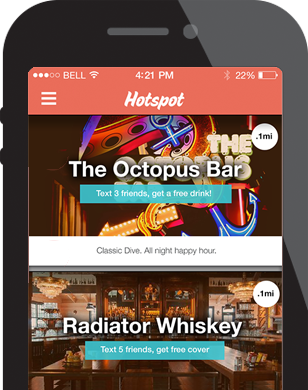 BELL 4:21 PM 22%
Hotspot
.1mi
THE
The Octopus Bar
Text 3 friends, get a free drink!
Classic Dive. All night happy hour.
.1mi
Radiator Whiskey
Text 5 friends, get free cover